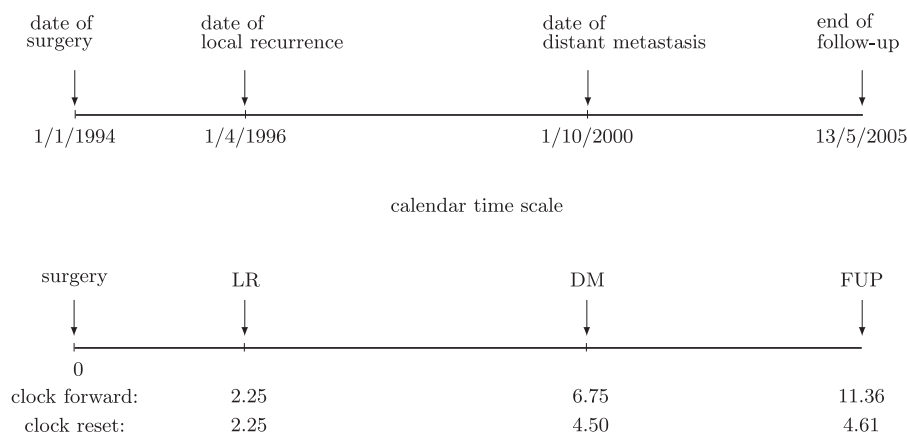 date of surgery
date of local recurrence
date of distant metastasis
end of follow-up
1/1/1994 1/4/1996 1/10/2000 13/5/2005
calendar time scale
surgery LR DM FUP
0
clock forward: 2.25 6.75 11.36
clock reset: 2.25 4.50 4.61